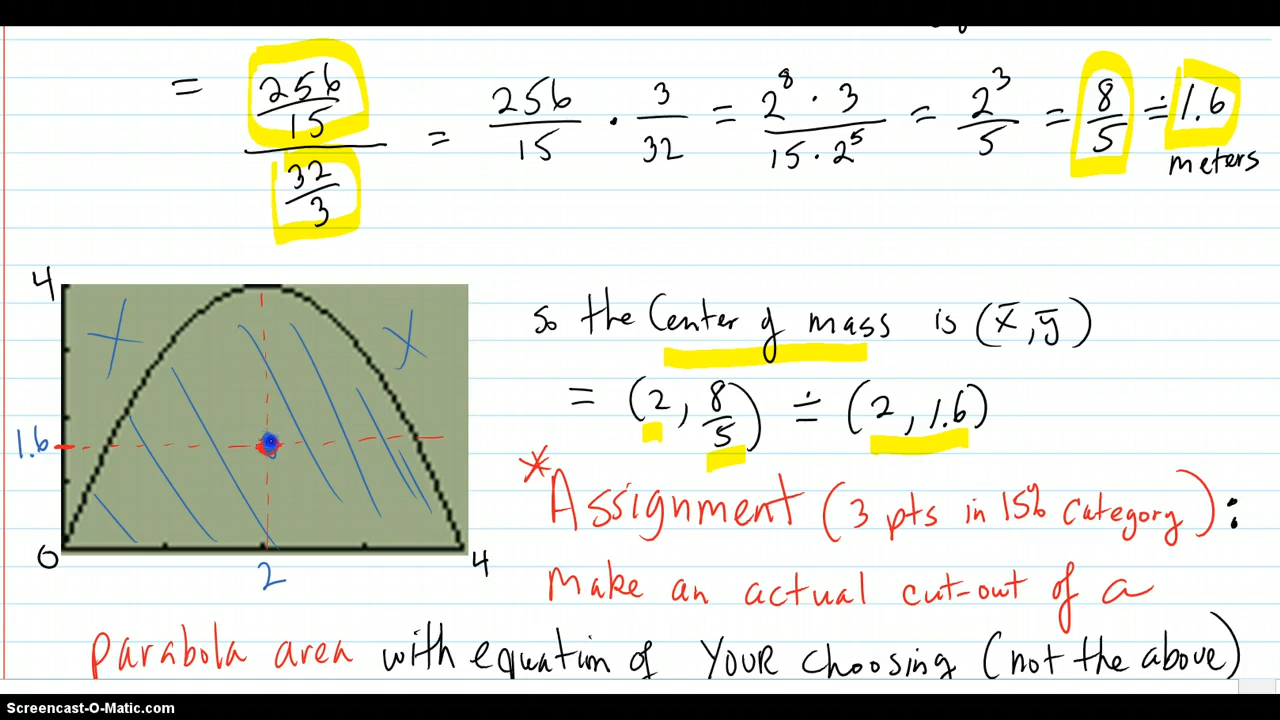 = 256/15 / 32/3 = 256/15 · 3/32 = 2^8 · 3 / 15 · 2^5 = 2^3/5 = 8/5 ≐ 1.6
meters
4
X X
so the Center of mass is (x̄, ȳ)
= (2, 8/5) ≐ (2, 1.6)
1.6
* Assignment (3 pts in 15% category):
0 4
2
make an actual cut-out of a
parabola area with equation of YOUR choosing (not the above)
Screencast-O-Matic.com